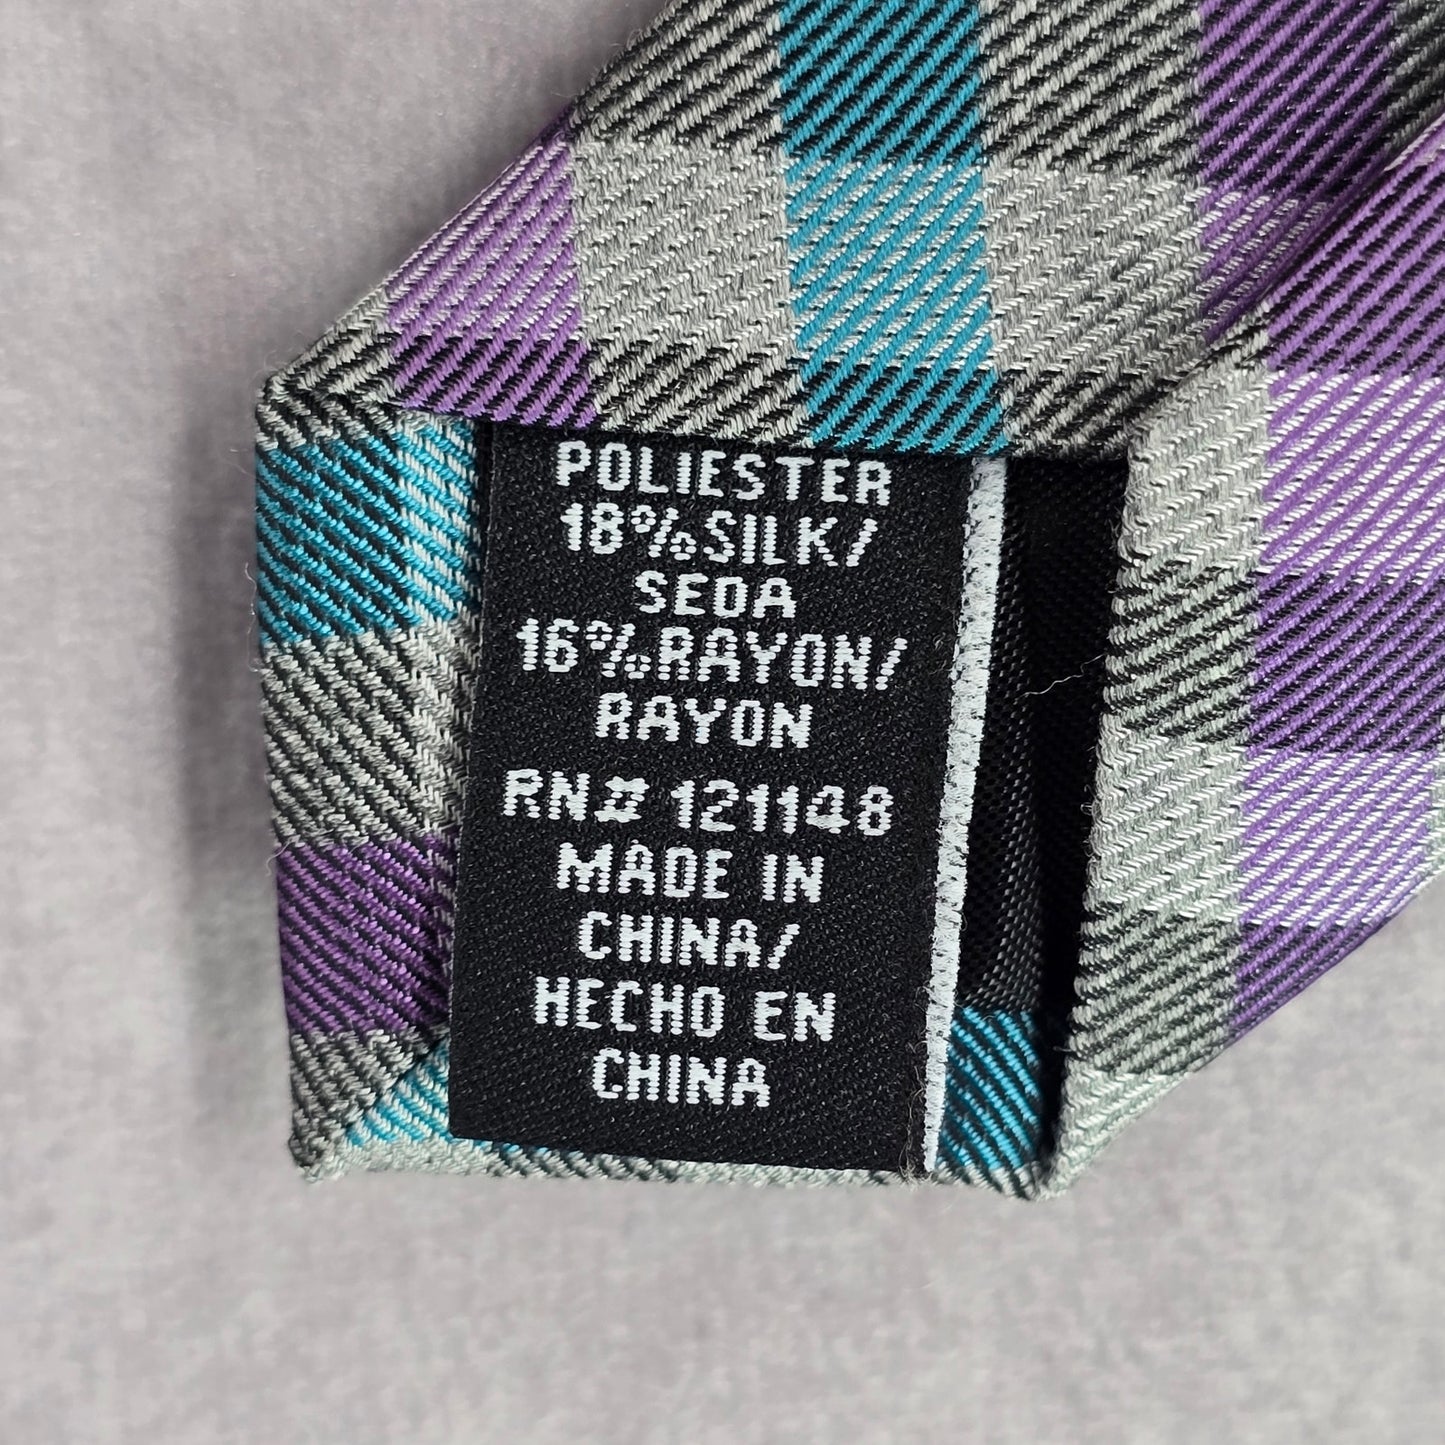 POLIESTER
18%SILK/
SEDA
16%RAYON/
RAYON
RN# 121148
MADE IN
CHINA/
HECHO EN
CHINA